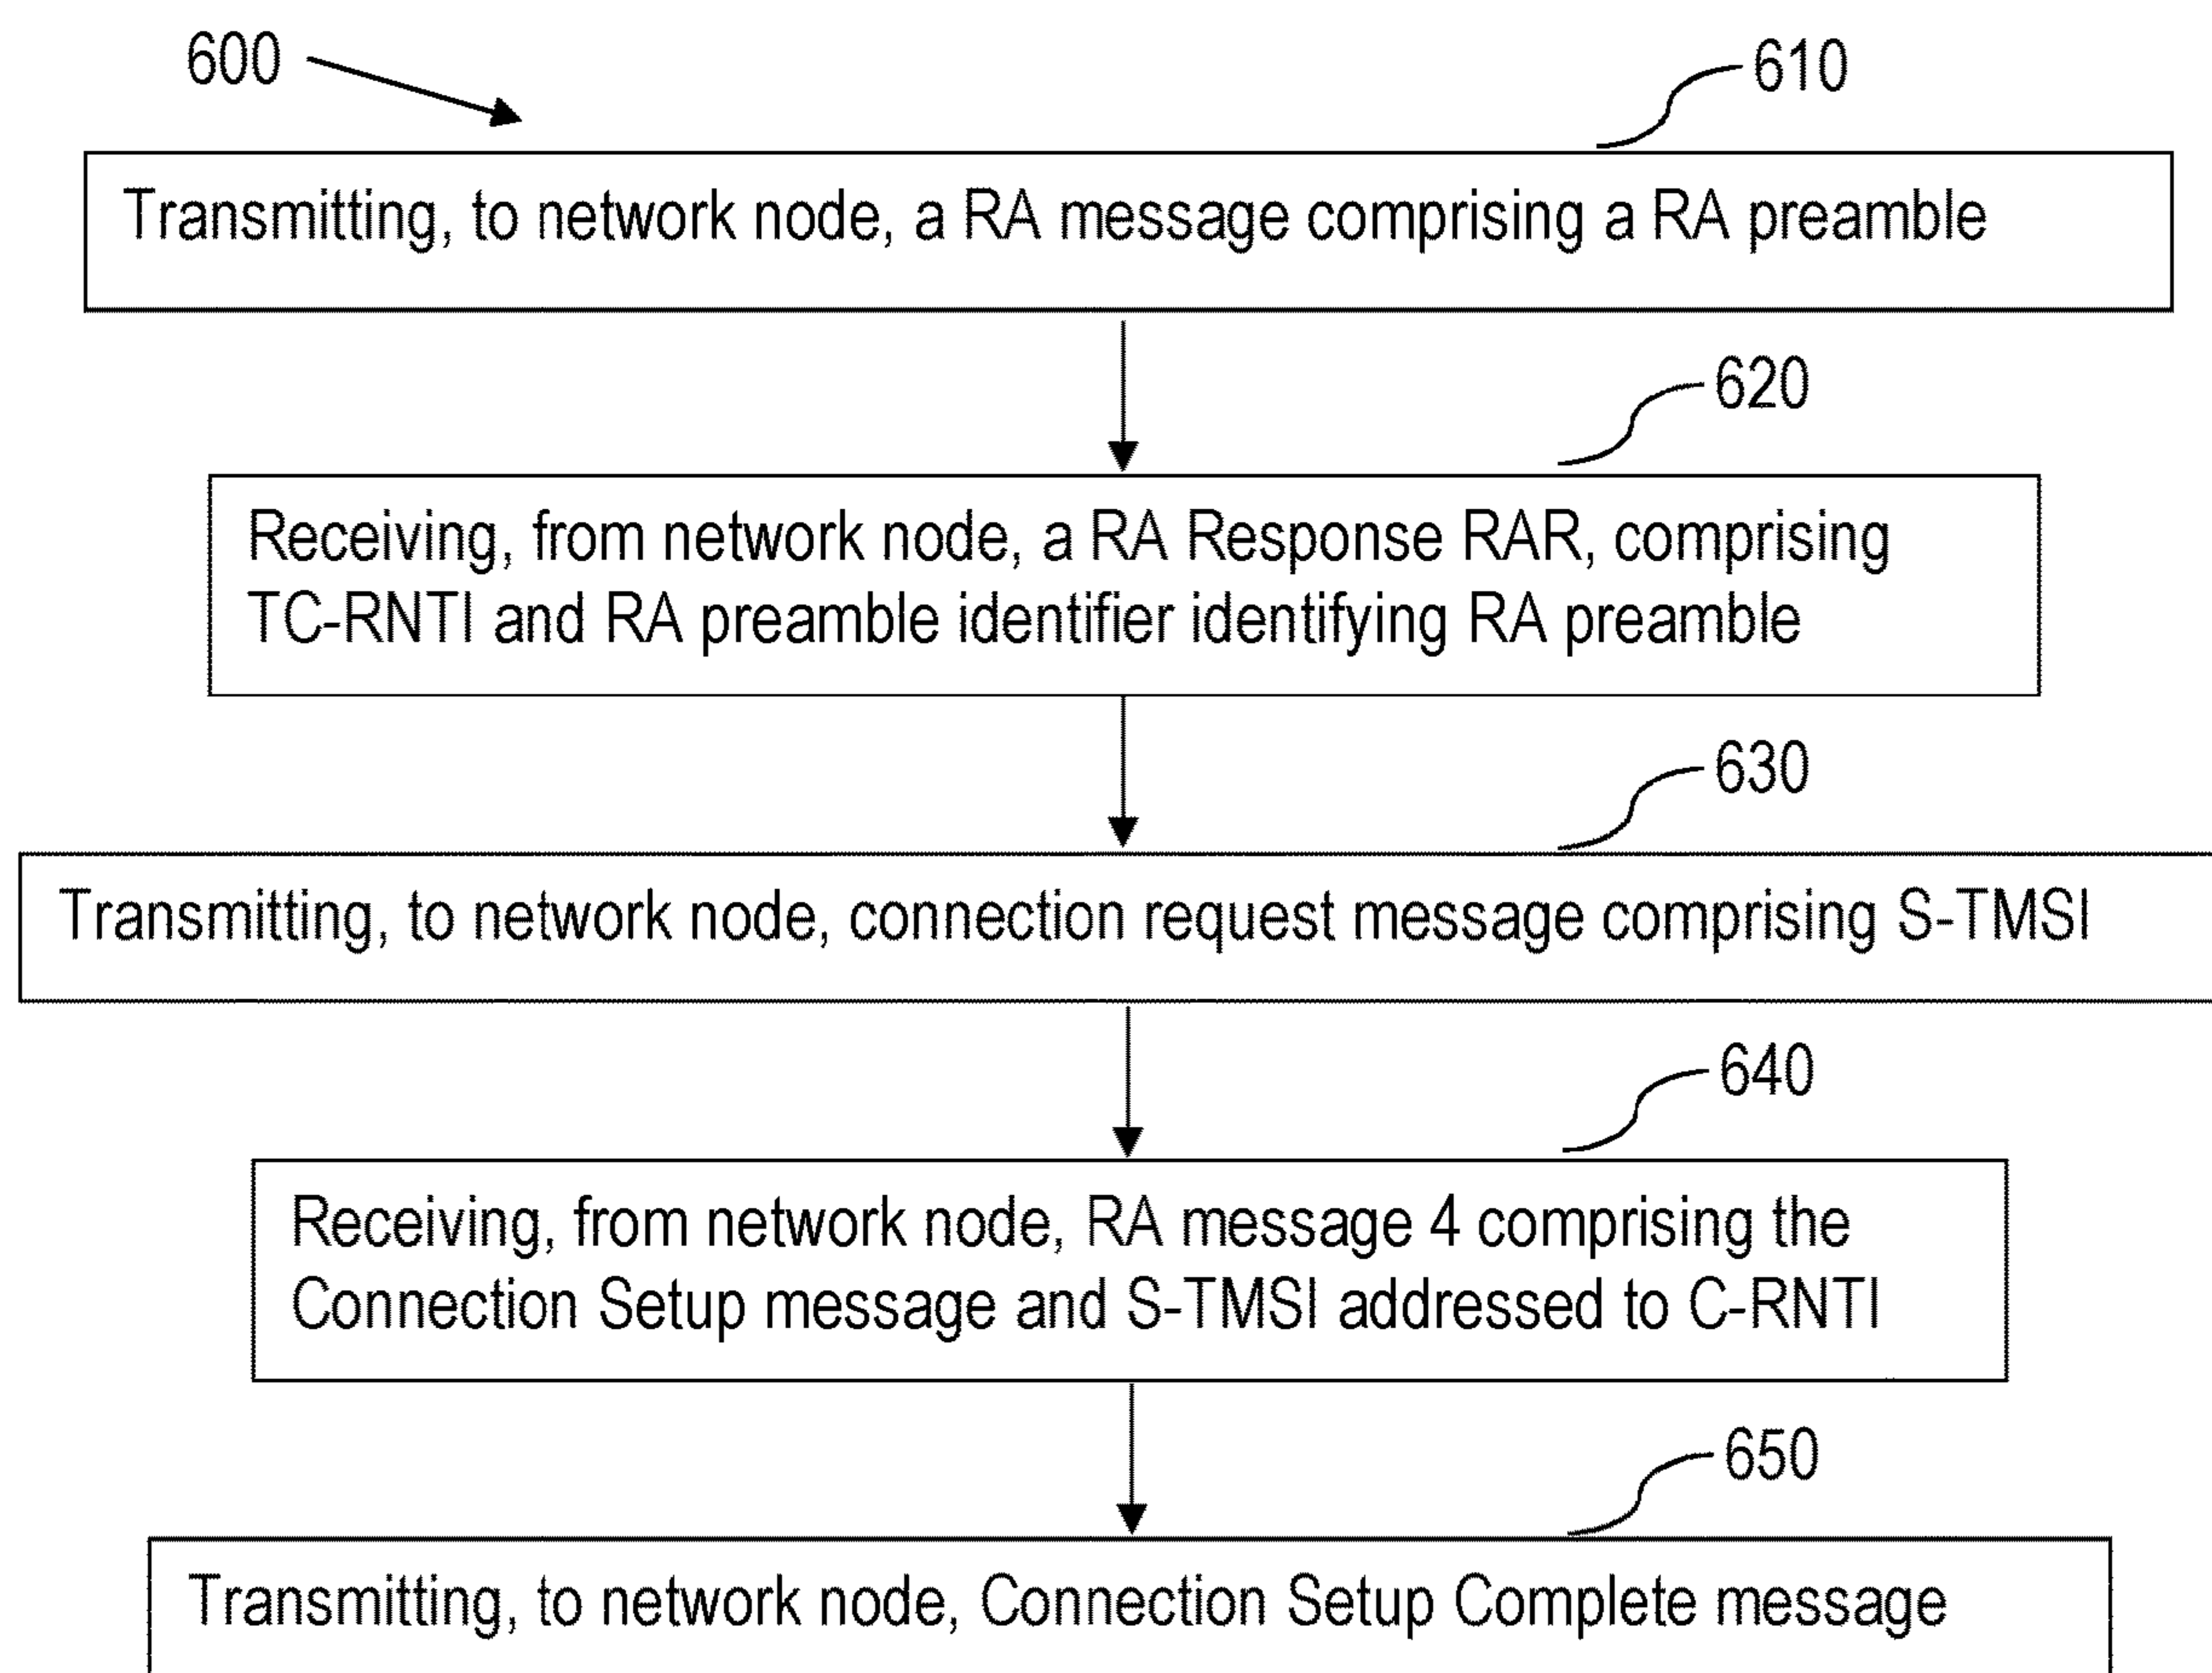 600
610
Transmitting, to network node, a RA message comprising a RA preamble
620
Receiving, from network node, a RA Response RAR, comprising
TC-RNTI and RA preamble identifier identifying RA preamble
630
Transmitting, to network node, connection request message comprising S-TMSI
640
Receiving, from network node, RA message 4 comprising the
Connection Setup message and S-TMSI addressed to C-RNTI
650
Transmitting, to network node, Connection Setup Complete message